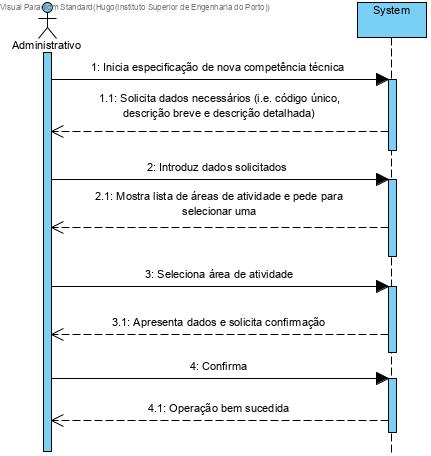 Visual Paradigm Standard(Hugo(Instituto Superior de Engenharia do Porto))
System
Administrativo
1: Inicia especificação de nova competência técnica
1.1: Solicita dados necessários (i.e. código único,
descrição breve e descrição detalhada)
2: Introduz dados solicitados
2.1: Mostra lista de áreas de atividade e pede para
selecionar uma
3: Seleciona área de atividade
3.1: Apresenta dados e solicita confirmação
4: Confirma
4.1: Operação bem sucedida